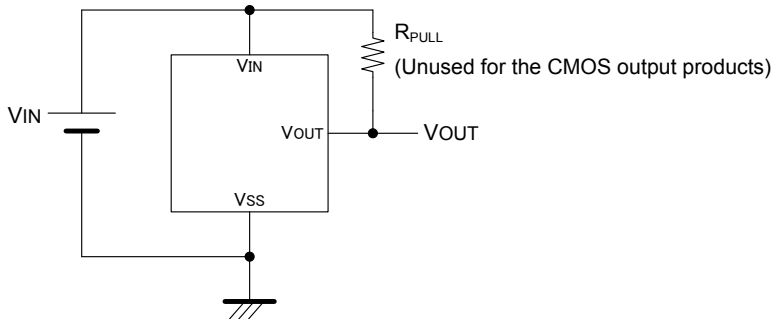 RPULL
(Unused for the CMOS output products)
VIN
VIN
VOUT
VOUT
VSS